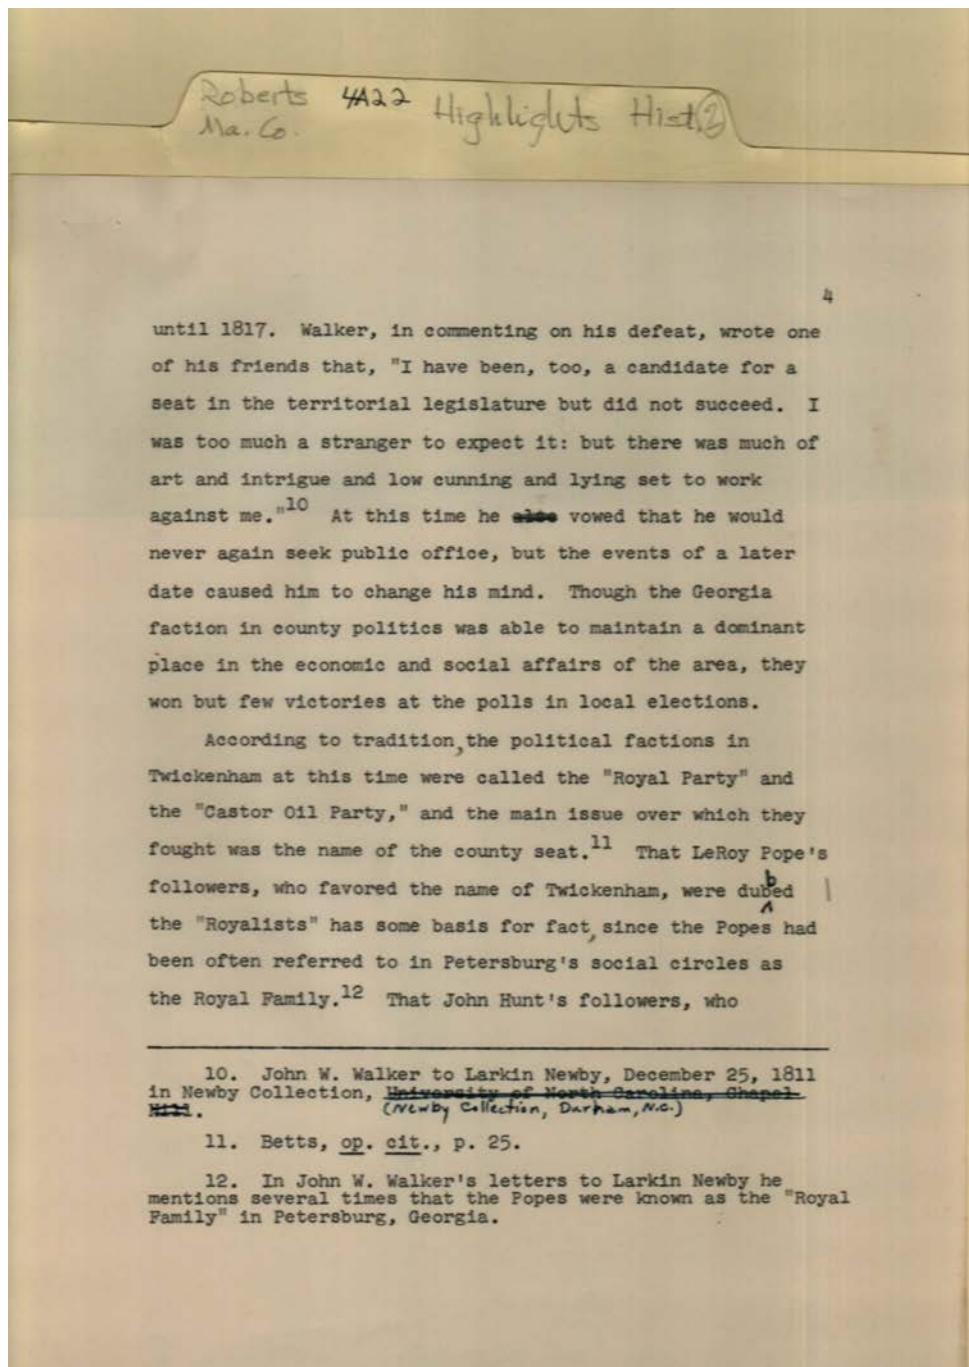 Roberts 4A22 Highlights Hist. 2
Ma. Co.
4
until 1817. Walker, in commenting on his defeat, wrote one
of his friends that, "I have been, too, a candidate for a
seat in the territorial legislature but did not succeed. I
was too much a stranger to expect it: but there was much of
art and intrigue and low cunning and lying set to work
against me."10 At this time he also vowed that he would
never again seek public office, but the events of a later
date caused him to change his mind. Though the Georgia
faction in county politics was able to maintain a dominant
place in the economic and social affairs of the area, they
won but few victories at the polls in local elections.
According to tradition, the political factions in
Twickenham at this time were called the "Royal Party" and
the "Castor Oil Party," and the main issue over which they
fought was the name of the county seat.11 That LeRoy Pope's
followers, who favored the name of Twickenham, were dubbed
the "Royalists" has some basis for fact, since the Popes had
been often referred to in Petersburg's social circles as
the Royal Family.12 That John Hunt's followers, who
10. John W. Walker to Larkin Newby, December 25, 1811
in Newby Collection, University of North Carolina, Chapel
Hill. (Newby Collection, Durham, N.C.)
11. Betts, op. cit., p. 25.
12. In John W. Walker's letters to Larkin Newby he
mentions several times that the Popes were known as the "Royal
Family" in Petersburg, Georgia.